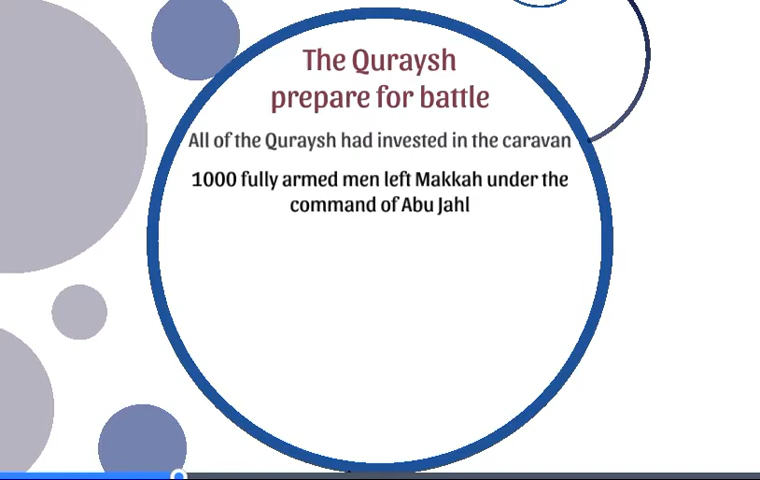 The Quraysh
prepare for battle
All of the Quraysh had invested in the caravan
1000 fully armed men left Makkah under the
command of Abu Jahl